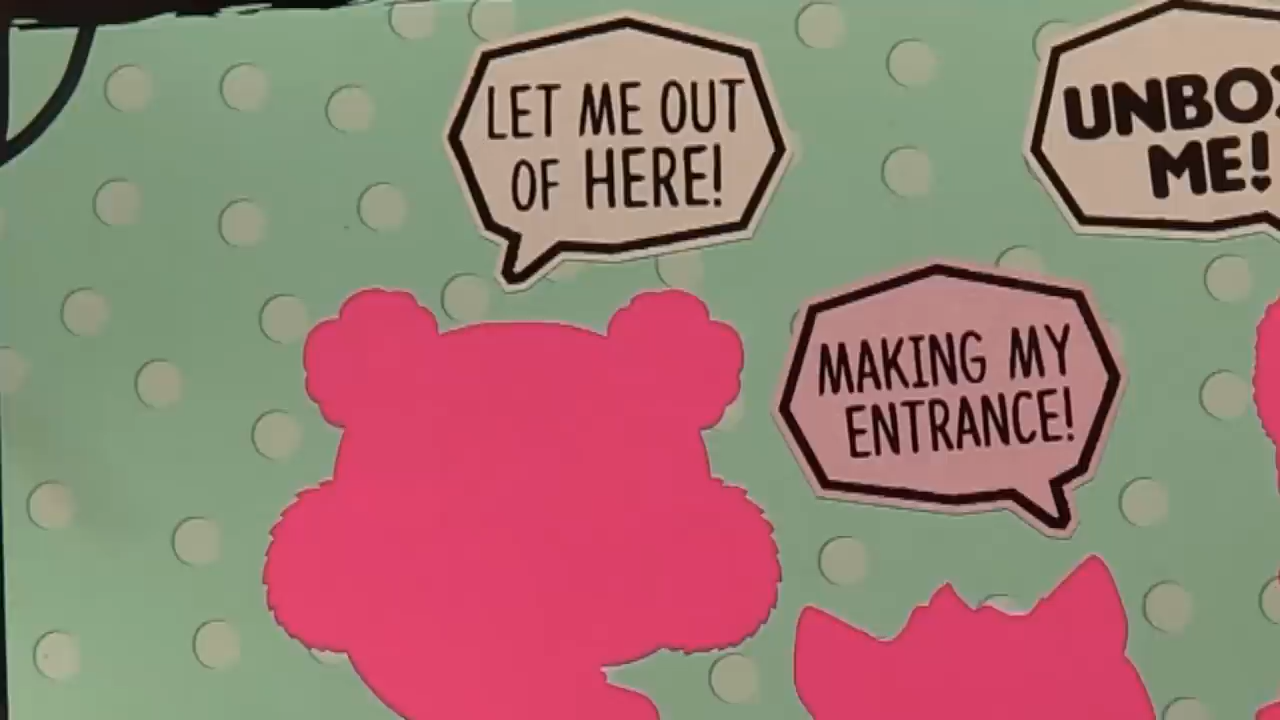 LET ME OUT
OF HERE!
ME!
MAKING MY
ENTRANCE!